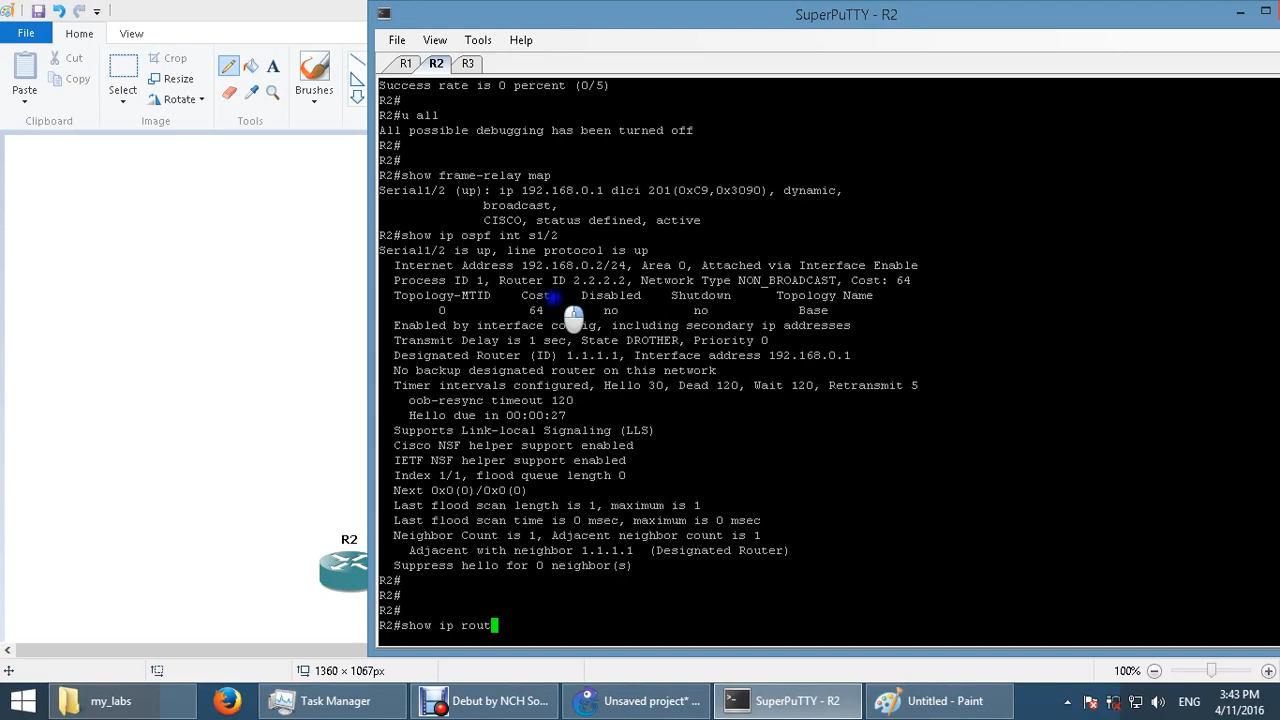 SuperPuTTY - R2
File
Home
View
Paste
Cut
Copy
Clipboard
Select
Crop
Resize
Rotate
Image
A
Tools
Brushes
File View Tools Help
R1 R2 R3
Success rate is 0 percent (0/5)
R2#
R2#u all
All possible debugging has been turned off
R2#
R2#
R2#show frame-relay map
Serial1/2 (up): ip 192.168.0.1 dlci 201(0xC9,0x3090), dynamic,
broadcast,
CISCO, status defined, active
R2#show ip ospf int s1/2
Serial1/2 is up, line protocol is up
Internet Address 192.168.0.2/24, Area 0, Attached via Interface Enable
Process ID 1, Router ID 2.2.2.2, Network Type NON_BROADCAST, Cost: 64
Topology-MTID Cost Disabled Shutdown Topology Name
0 64 no no Base
Enabled by interface config, including secondary ip addresses
Transmit Delay is 1 sec, State DROTHER, Priority 0
Designated Router (ID) 1.1.1.1, Interface address 192.168.0.1
No backup designated router on this network
Timer intervals configured, Hello 30, Dead 120, Wait 120, Retransmit 5
oob-resync timeout 120
Hello due in 00:00:27
Supports Link-local Signaling (LLS)
Cisco NSF helper support enabled
IETF NSF helper support enabled
Index 1/1, flood queue length 0
Next 0x0(0)/0x0(0)
Last flood scan length is 1, maximum is 1
Last flood scan time is 0 msec, maximum is 0 msec
Neighbor Count is 1, Adjacent neighbor count is 1
Adjacent with neighbor 1.1.1.1 (Designated Router)
Suppress hello for 0 neighbor(s)
R2#
R2#
R2#
R2#show ip rout
R2
1360 × 1067px
100%
my_labs
Task Manager
Debut by NCH So...
Unsaved project*...
SuperPuTTY - R2
Untitled - Paint
ENG
3:43 PM
4/11/2016